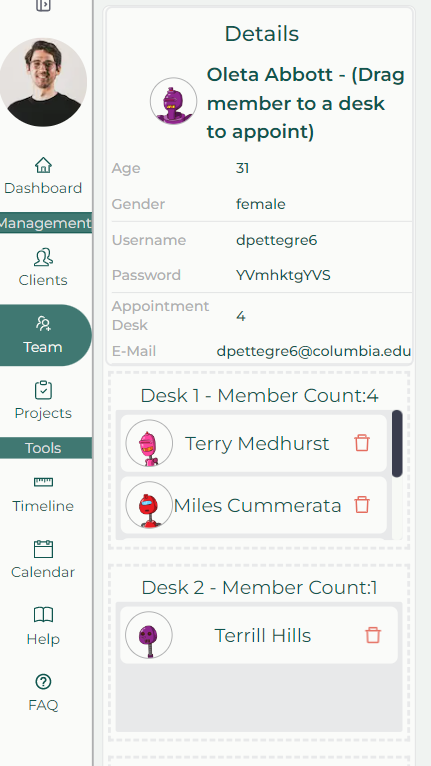 Dashboard
Management
Clients
Team
Projects
Tools
Timeline
Calendar
Help
FAQ
Details
Oleta Abbott - (Drag
member to a desk
to appoint)
Age 31
Gender female
Username dpettegre6
Password YVmhktgYVS
Appointment
Desk 4
E-Mail dpettegre6@columbia.edu
Desk 1 - Member Count:4
Terry Medhurst
Miles Cummerata
Desk 2 - Member Count:1
Terrill Hills